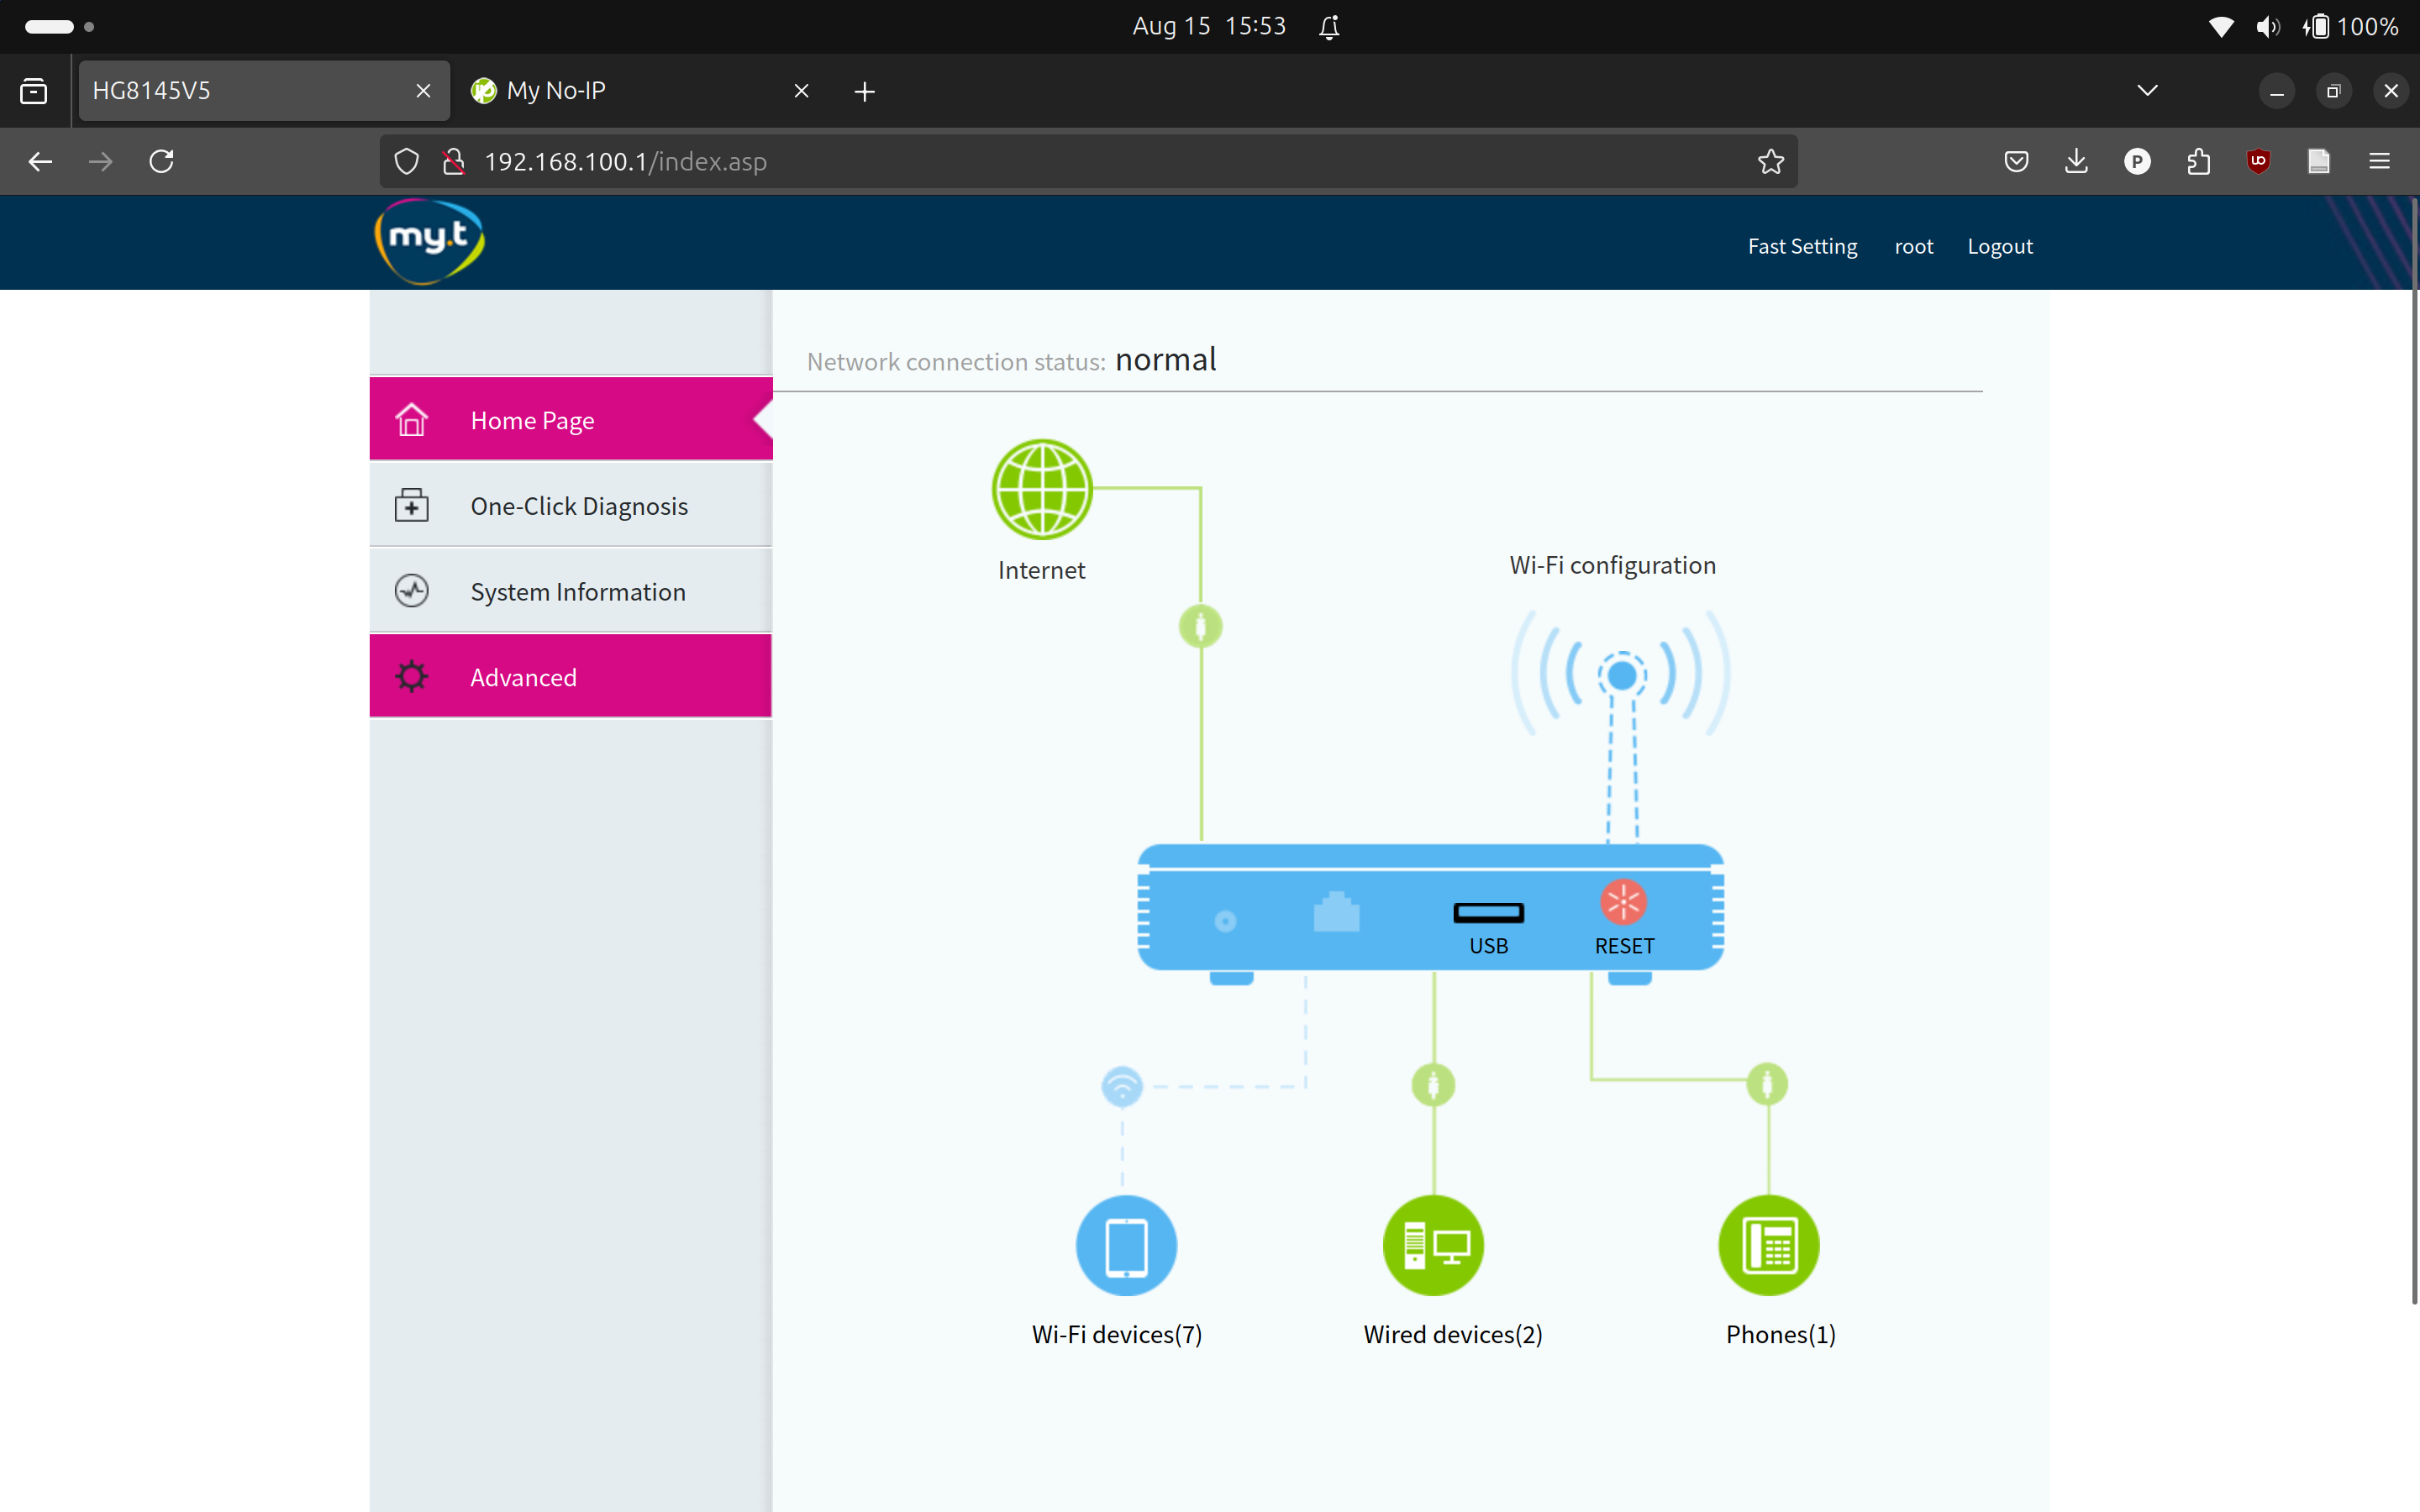 Aug 15 15:53
100%
HG8145V5
My No-IP
192.168.100.1/index.asp
my.t
Fast Setting root Logout
Network connection status: normal
Home Page
One-Click Diagnosis
System Information
Advanced
Internet
Wi-Fi configuration
USB
RESET
Wi-Fi devices(7)
Wired devices(2)
Phones(1)